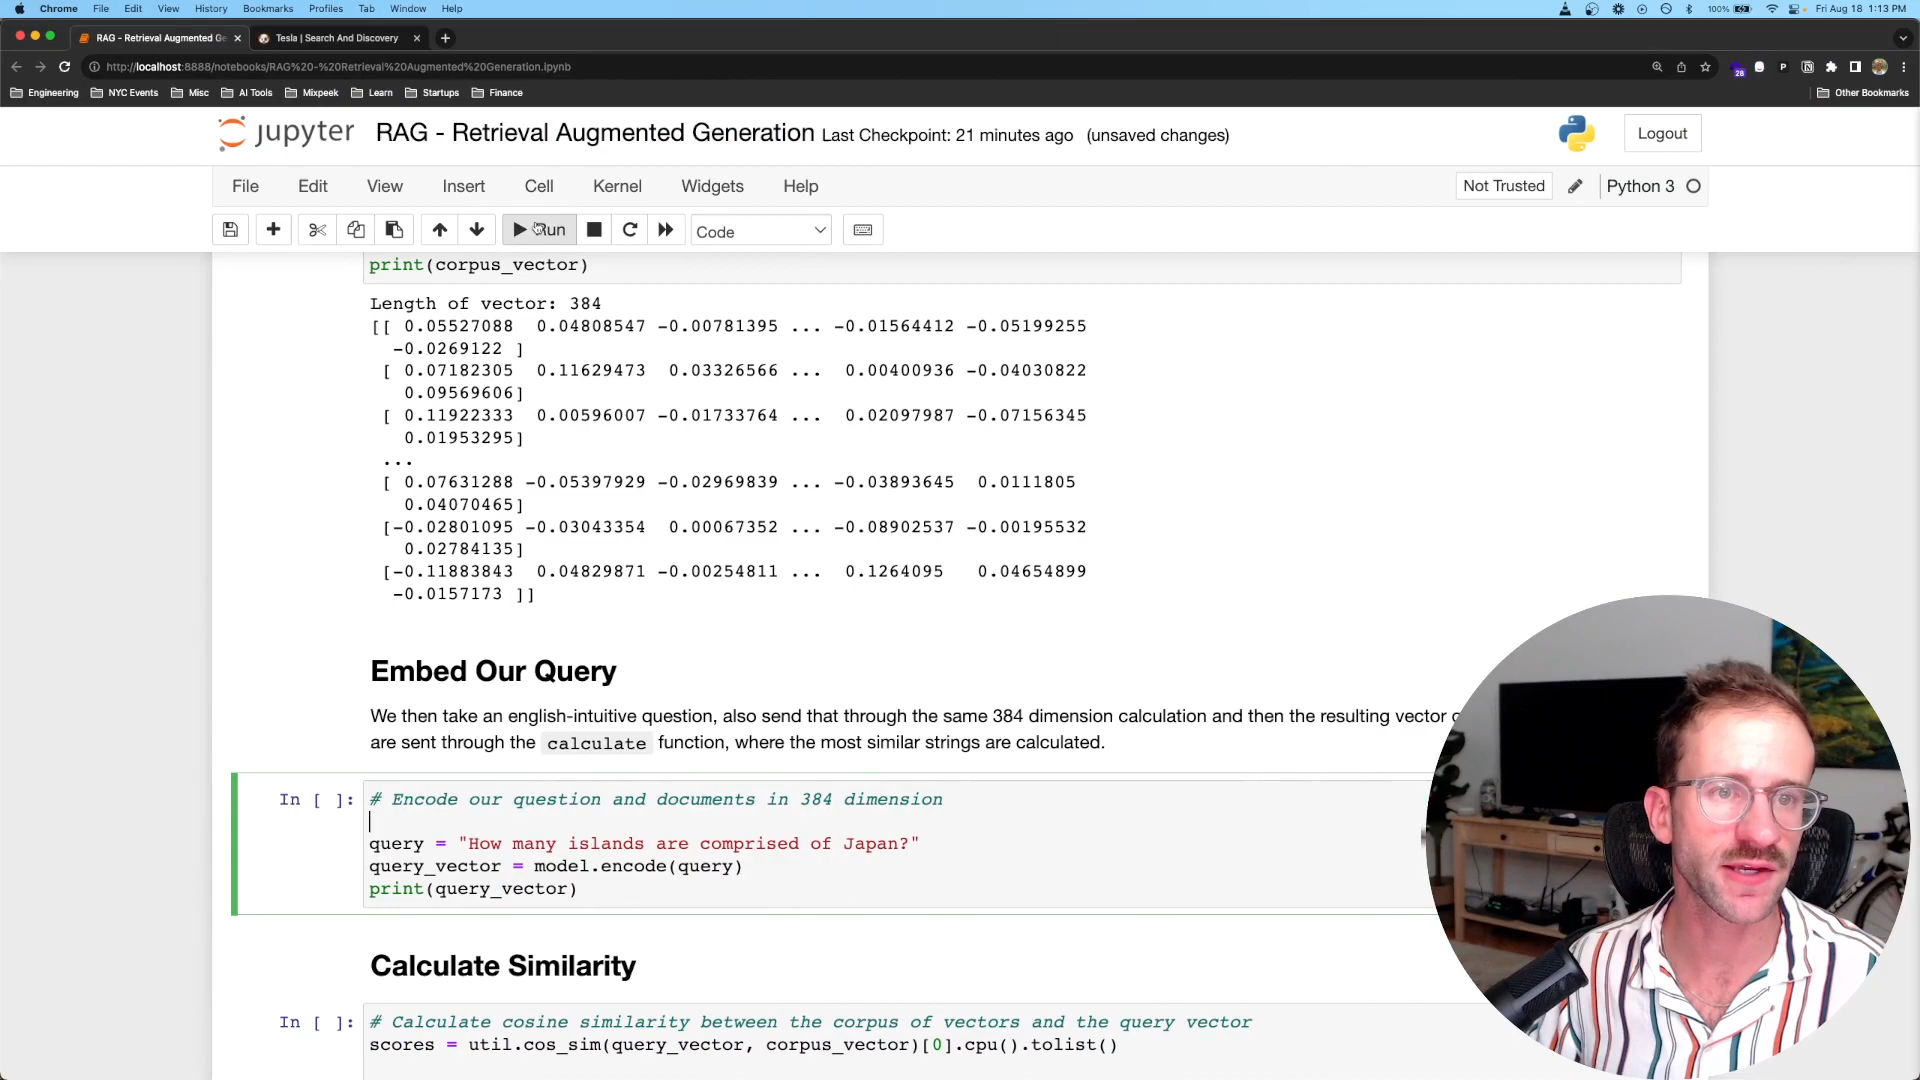 Chrome File Edit View History Bookmarks Profiles Tab Window Help 100% Fri Aug 18 1:13 PM
RAG - Retrieval Augmented Ge Tesla | Search And Discovery
http://localhost:8888/notebooks/RAG%20-%20Retrieval%20Augmented%20Generation.ipynb 28 P
Engineering NYC Events Misc AI Tools Mixpeek Learn Startups Finance Other Bookmarks
jupyter RAG - Retrieval Augmented Generation Last Checkpoint: 21 minutes ago (unsaved changes) Logout
File Edit View Insert Cell Kernel Widgets Help Not Trusted Python 3
Run Code
print(corpus_vector)
Length of vector: 384
[[ 0.05527088 0.04808547 -0.00781395 ... -0.01564412 -0.05199255
-0.0269122 ]
[ 0.07182305 0.11629473 0.03326566 ... 0.00400936 -0.04030822
0.09569606]
[ 0.11922333 0.00596007 -0.01733764 ... 0.02097987 -0.07156345
0.01953295]
...
[ 0.07631288 -0.05397929 -0.02969839 ... -0.03893645 0.0111805
0.04070465]
[-0.02801095 -0.03043354 0.00067352 ... -0.08902537 -0.00195532
0.02784135]
[-0.11883843 0.04829871 -0.00254811 ... 0.1264095 0.04654899
-0.0157173 ]]
Embed Our Query
We then take an english-intuitive question, also send that through the same 384 dimension calculation and then the resulting vector
are sent through the calculate function, where the most similar strings are calculated.
In [ ]: # Encode our question and documents in 384 dimension
query = "How many islands are comprised of Japan?"
query_vector = model.encode(query)
print(query_vector)
Calculate Similarity
In [ ]: # Calculate cosine similarity between the corpus of vectors and the query vector
scores = util.cos_sim(query_vector, corpus_vector)[0].cpu().tolist()